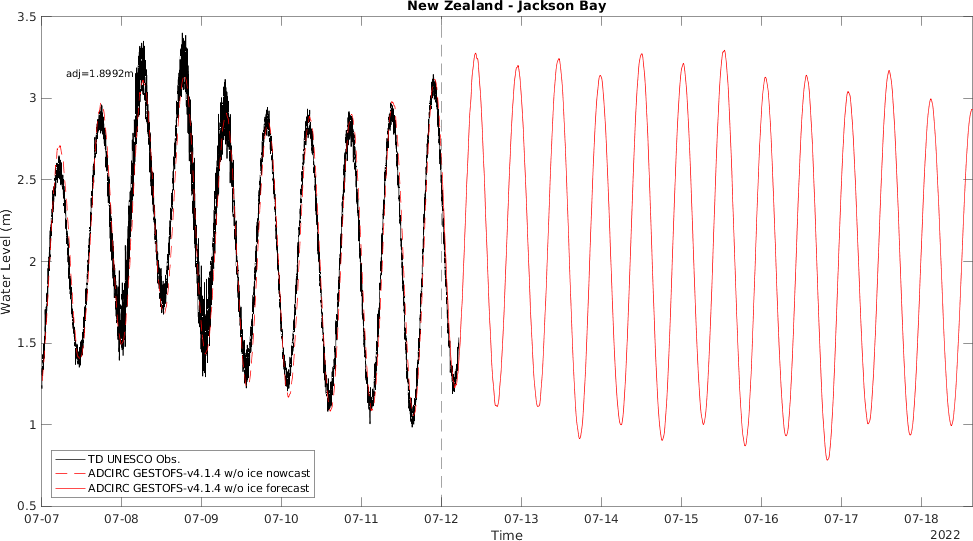 New Zealand - Jackson Bay
3.5
adj=1.8992m
3
2.5
2
1.5
1
0.5
Water Level (m)
TD UNESCO Obs.
ADCIRC GESTOFS-v4.1.4 w/o ice nowcast
ADCIRC GESTOFS-v4.1.4 w/o ice forecast
07-07 07-08 07-09 07-10 07-11 07-12 07-13 07-14 07-15 07-16 07-17 07-18
Time
2022